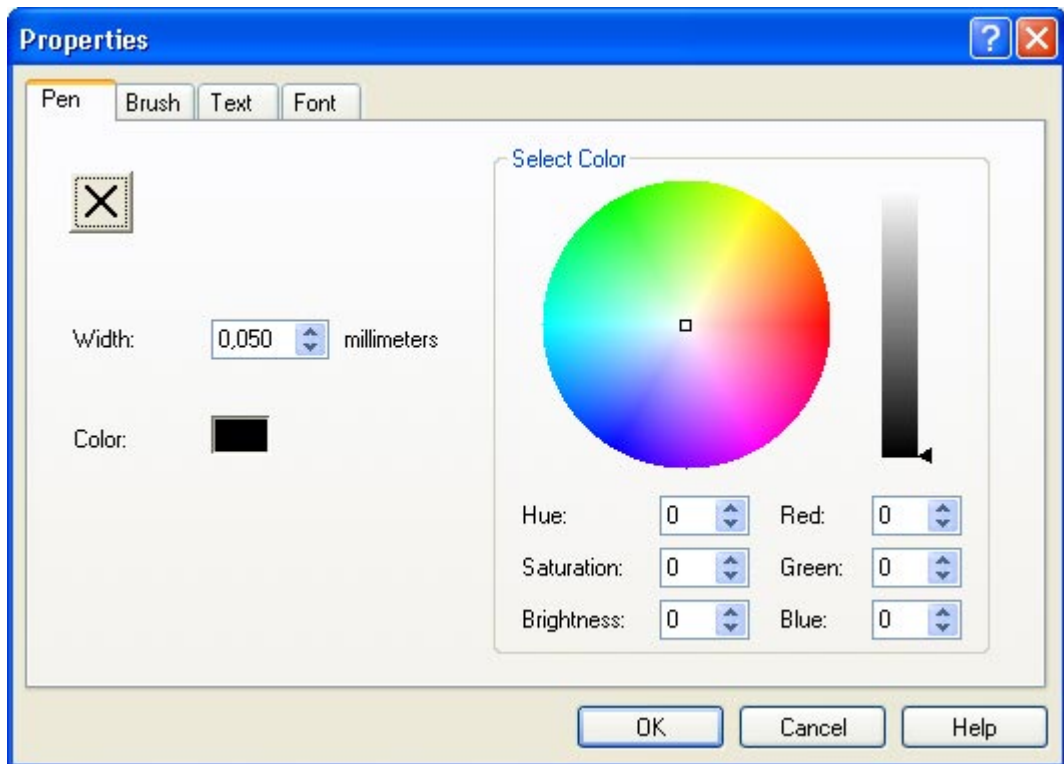 Properties
Pen Brush Text Font
Select Color
Width: 0,050 millimeters
Color:
Hue: 0 Red: 0
Saturation: 0 Green: 0
Brightness: 0 Blue: 0
OK Cancel Help